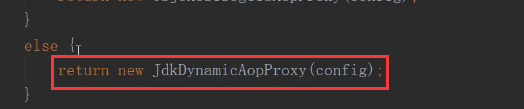 }
else {
return new JdkDynamicAopProxy(config);
}